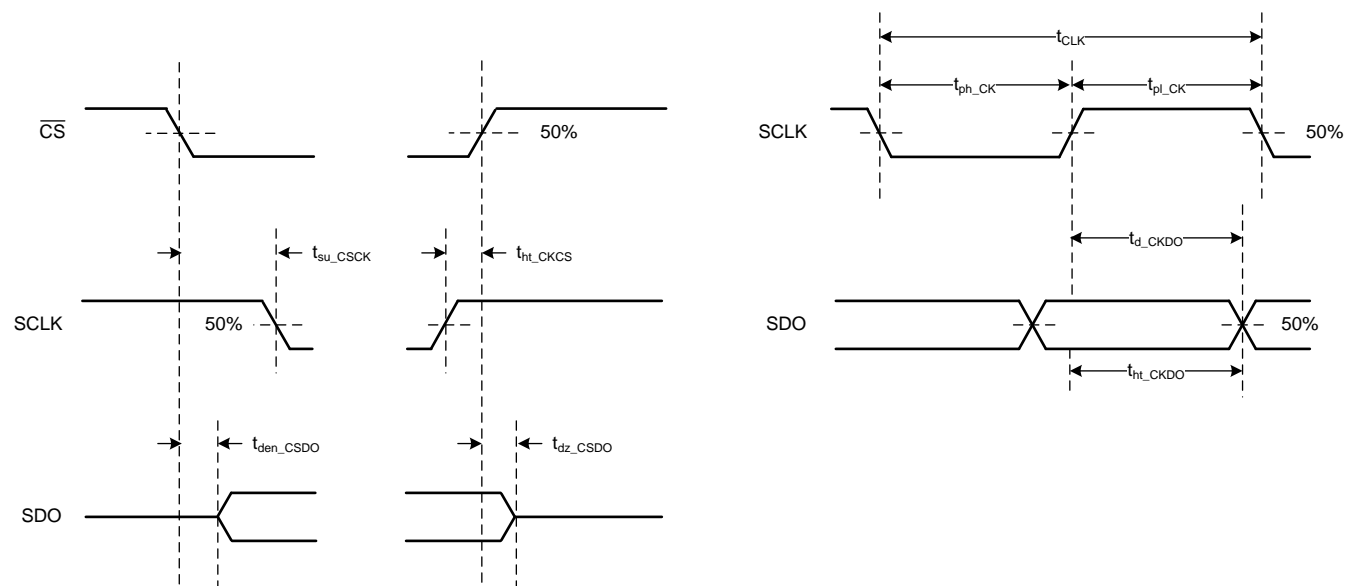 t_CLK
t_ph_CK t_pl_CK
CS 50% SCLK 50%
t_su_CSCK t_ht_CKCS t_d_CKDO
SCLK 50% SDO 50%
t_ht_CKDO
t_den_CSDO t_dz_CSDO
SDO